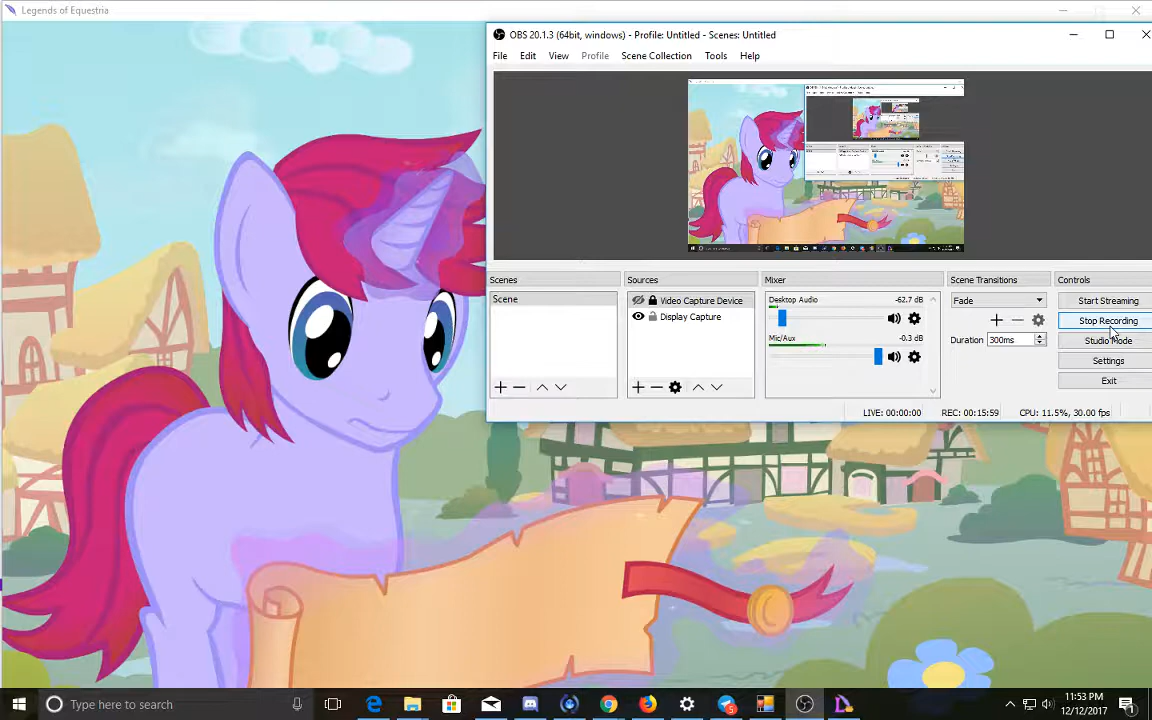 Legends of Equestria
OBS 20.1.3 (64bit, windows) - Profile: Untitled - Scenes: Untitled
File Edit View Profile Scene Collection Tools Help
Scenes Sources Mixer Scene Transitions Controls
Scene
Video Capture Device
Display Capture
Desktop Audio -62.7 dB
Mic/Aux -0.3 dB
Fade
Duration 300ms
Start Streaming
Stop Recording
Studio Mode
Settings
Exit
LIVE: 00:00:00 REC: 00:15:59 CPU: 11.5%, 30.00 fps
Type here to search
11:53 PM
12/12/2017